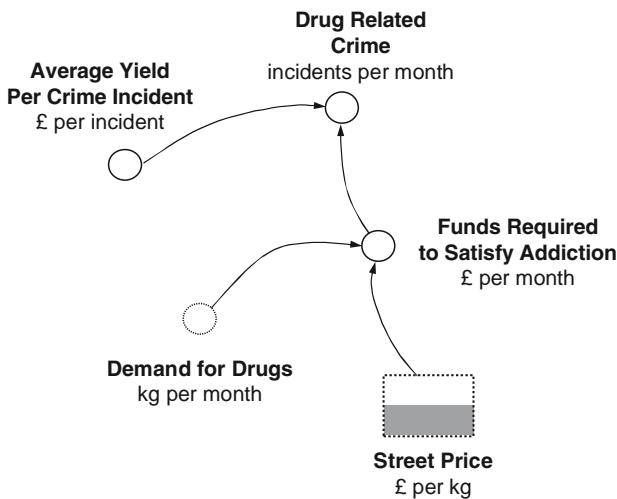 Drug Related
Crime
incidents per month
Average Yield
Per Crime Incident
£ per incident
Funds Required
to Satisfy Addiction
£ per month
Demand for Drugs
kg per month
Street Price
£ per kg